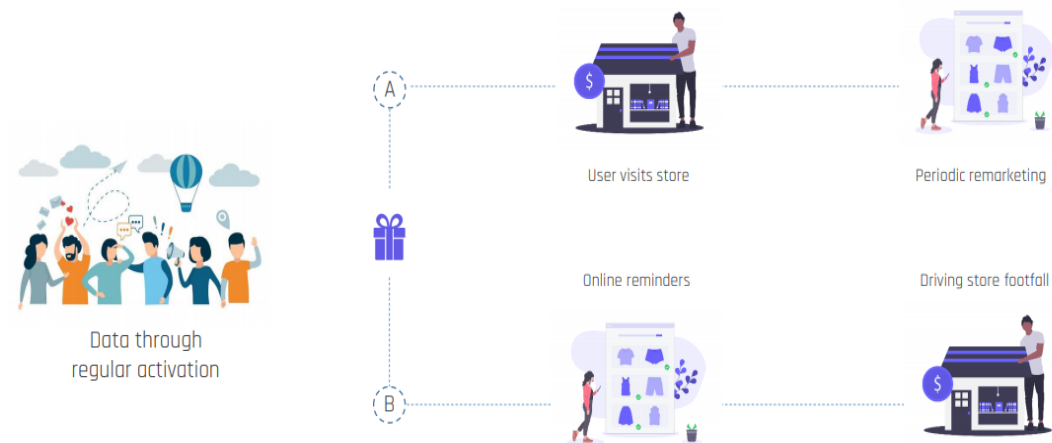 A
$
User visits store
Periodic remarketing
Data through
regular activation
Online reminders
Driving store footfall
B
$